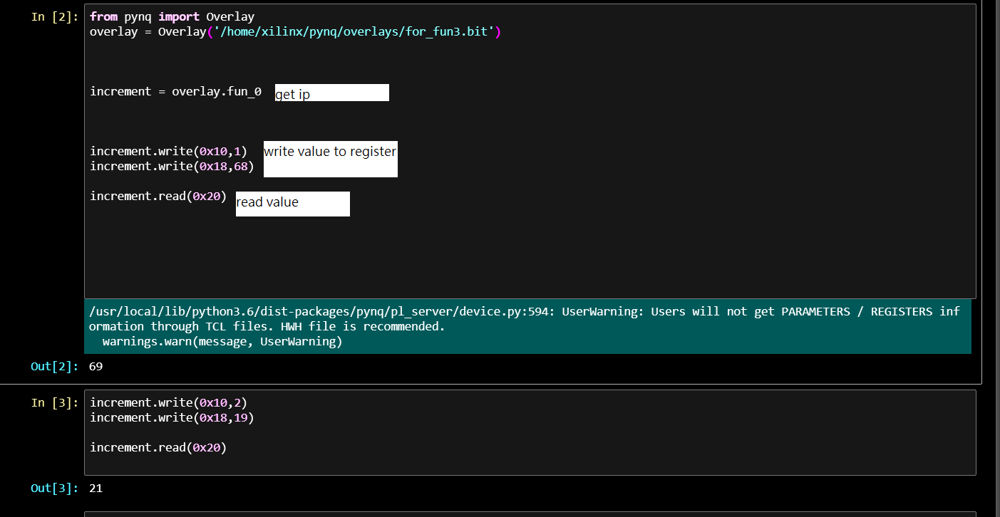 In [2]: from pynq import Overlay
overlay = Overlay('/home/xilinx/pynq/overlays/for_fun3.bit')
increment = overlay.fun_0 get ip
increment.write(0x10,1) write value to register
increment.write(0x18,68)
increment.read(0x20) read value
/usr/local/lib/python3.6/dist-packages/pynq/pl_server/device.py:594: UserWarning: Users will not get PARAMETERS / REGISTERS inf
ormation through TCL files. HWH file is recommended.
warnings.warn(message, UserWarning)
Out[2]: 69
In [3]: increment.write(0x10,2)
increment.write(0x18,19)
increment.read(0x20)
Out[3]: 21